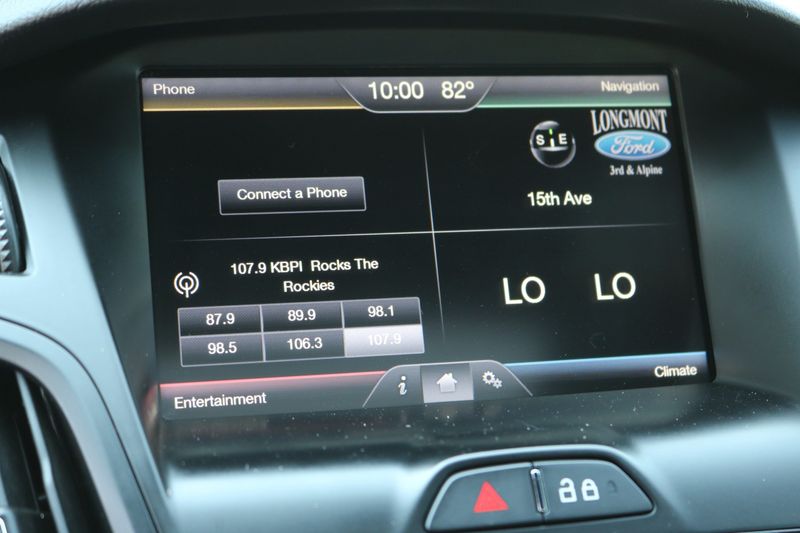 Phone
10:00 82°
Navigation
S E
LONGMONT
Ford
3rd & Alpine
Connect a Phone
15th Ave
107.9 KBPI Rocks The
Rockies
87.9 89.9 98.1
98.5 106.3 107.9
LO LO
i
Entertainment
Climate